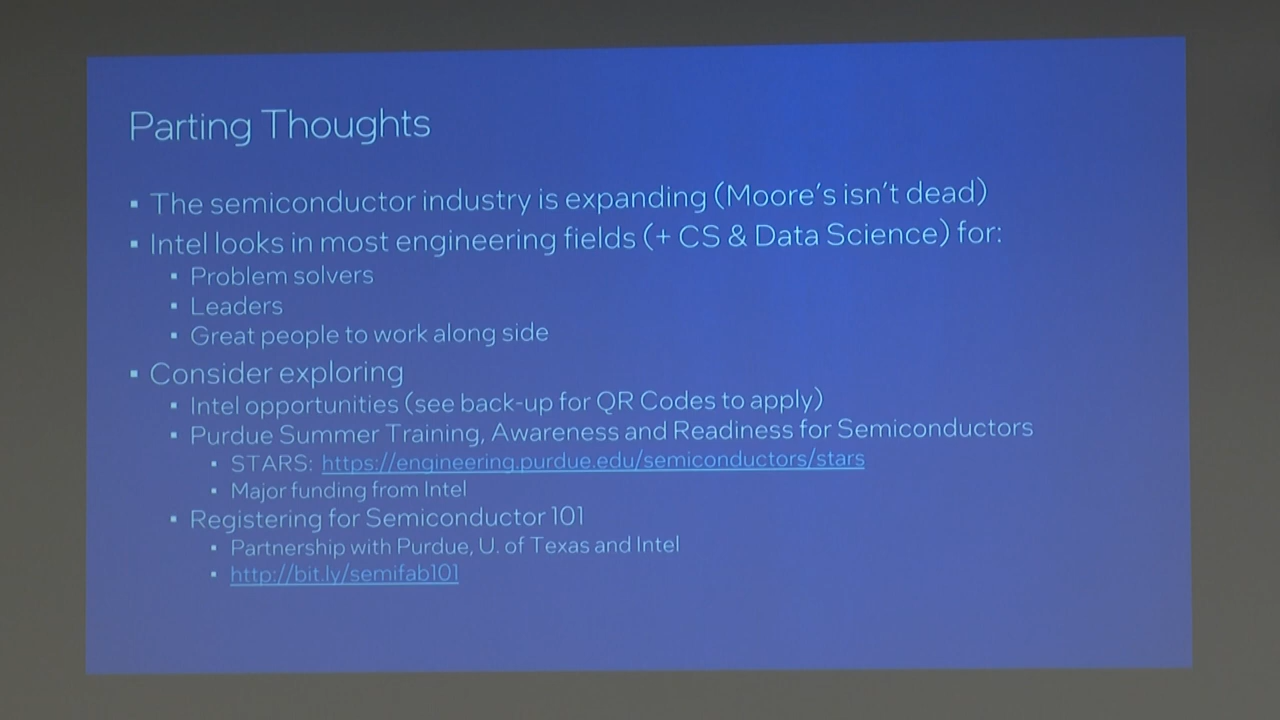 Parting Thoughts
▪ The semiconductor industry is expanding (Moore's isn't dead)
▪ Intel looks in most engineering fields (+ CS & Data Science) for:
▪ Problem solvers
▪ Leaders
▪ Great people to work along side
▪ Consider exploring
▪ Intel opportunities (see back-up for QR Codes to apply)
▪ Purdue Summer Training, Awareness and Readiness for Semiconductors
▪ STARS: https://engineering.purdue.edu/semiconductors/stars
▪ Major funding from Intel
▪ Registering for Semiconductor 101
▪ Partnership with Purdue, U. of Texas and Intel
▪ http://bit.ly/semifab101